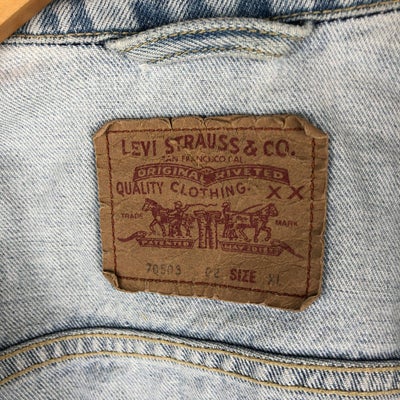 LEVI STRAUSS & CO.
SAN FRANCISCO CAL
ORIGINAL RIVETED
QUALITY CLOTHING. XX
TRADE MARK
PATENTED MAY 20 1873
70503 02 SIZE XL